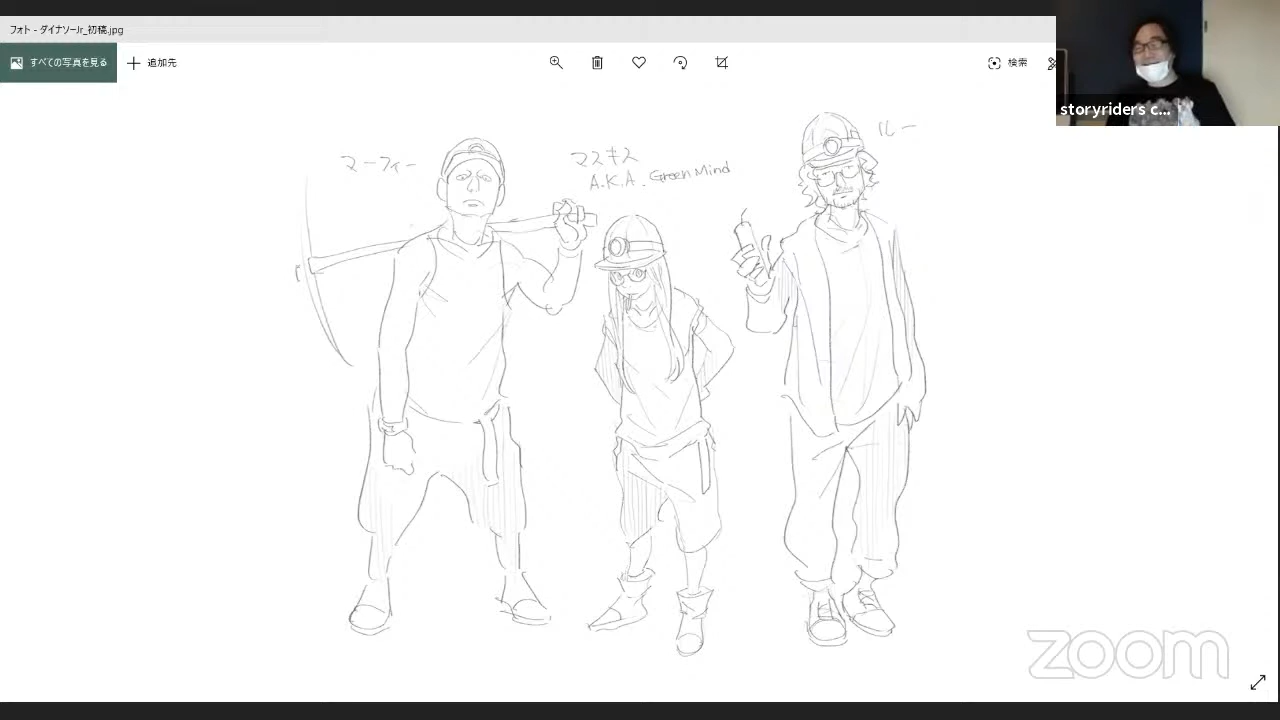 フォト - ダイナソーJr_初稿.jpg
すべての写真を見る
追加先
検索
storyriders c...
マーフィー
マスキス
A.K.A. Green Mind
ルー
zoom